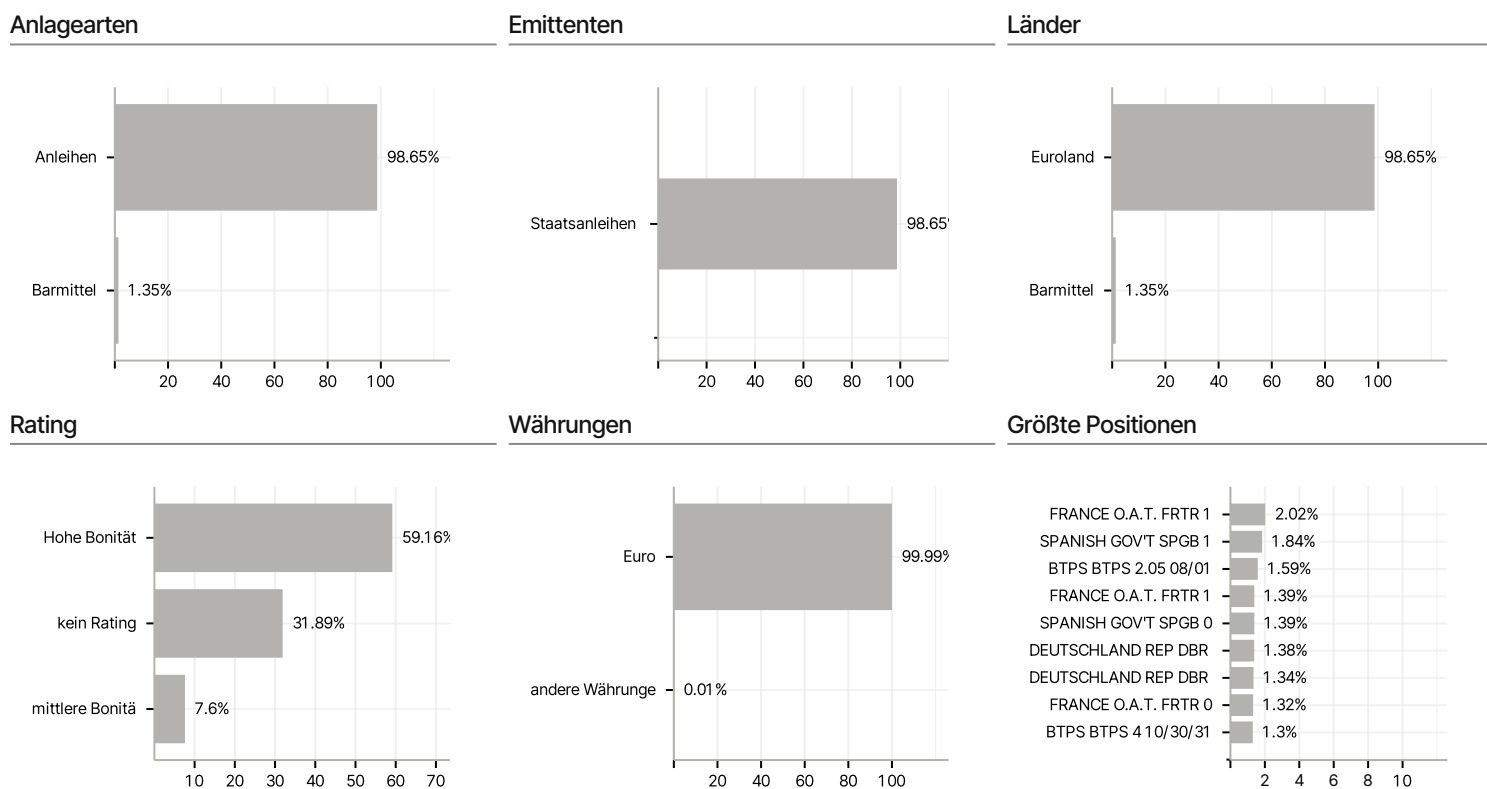 Anlagearten
Anleihen 98.65%
Barmittel 1.35%
20 40 60 80 100
Emittenten
Staatsanleihen 98.65
20 40 60 80 100
Länder
Euroland 98.65%
Barmittel 1.35%
20 40 60 80 100
Rating
Hohe Bonität 59.16%
kein Rating 31.89%
mittlere Bonitä 7.6%
10 20 30 40 50 60 70
Währungen
Euro 99.99%
andere Währunge 0.01%
20 40 60 80 100
Größte Positionen
FRANCE O.A.T. FRTR 1 2.02%
SPANISH GOV'T SPGB 1 1.84%
BTPS BTPS 2.05 08/01 1.59%
FRANCE O.A.T. FRTR 1 1.39%
SPANISH GOV'T SPGB 0 1.39%
DEUTSCHLAND REP DBR 1.38%
DEUTSCHLAND REP DBR 1.34%
FRANCE O.A.T. FRTR 0 1.32%
BTPS BTPS 4 10/30/31 1.3%
2 4 6 8 10